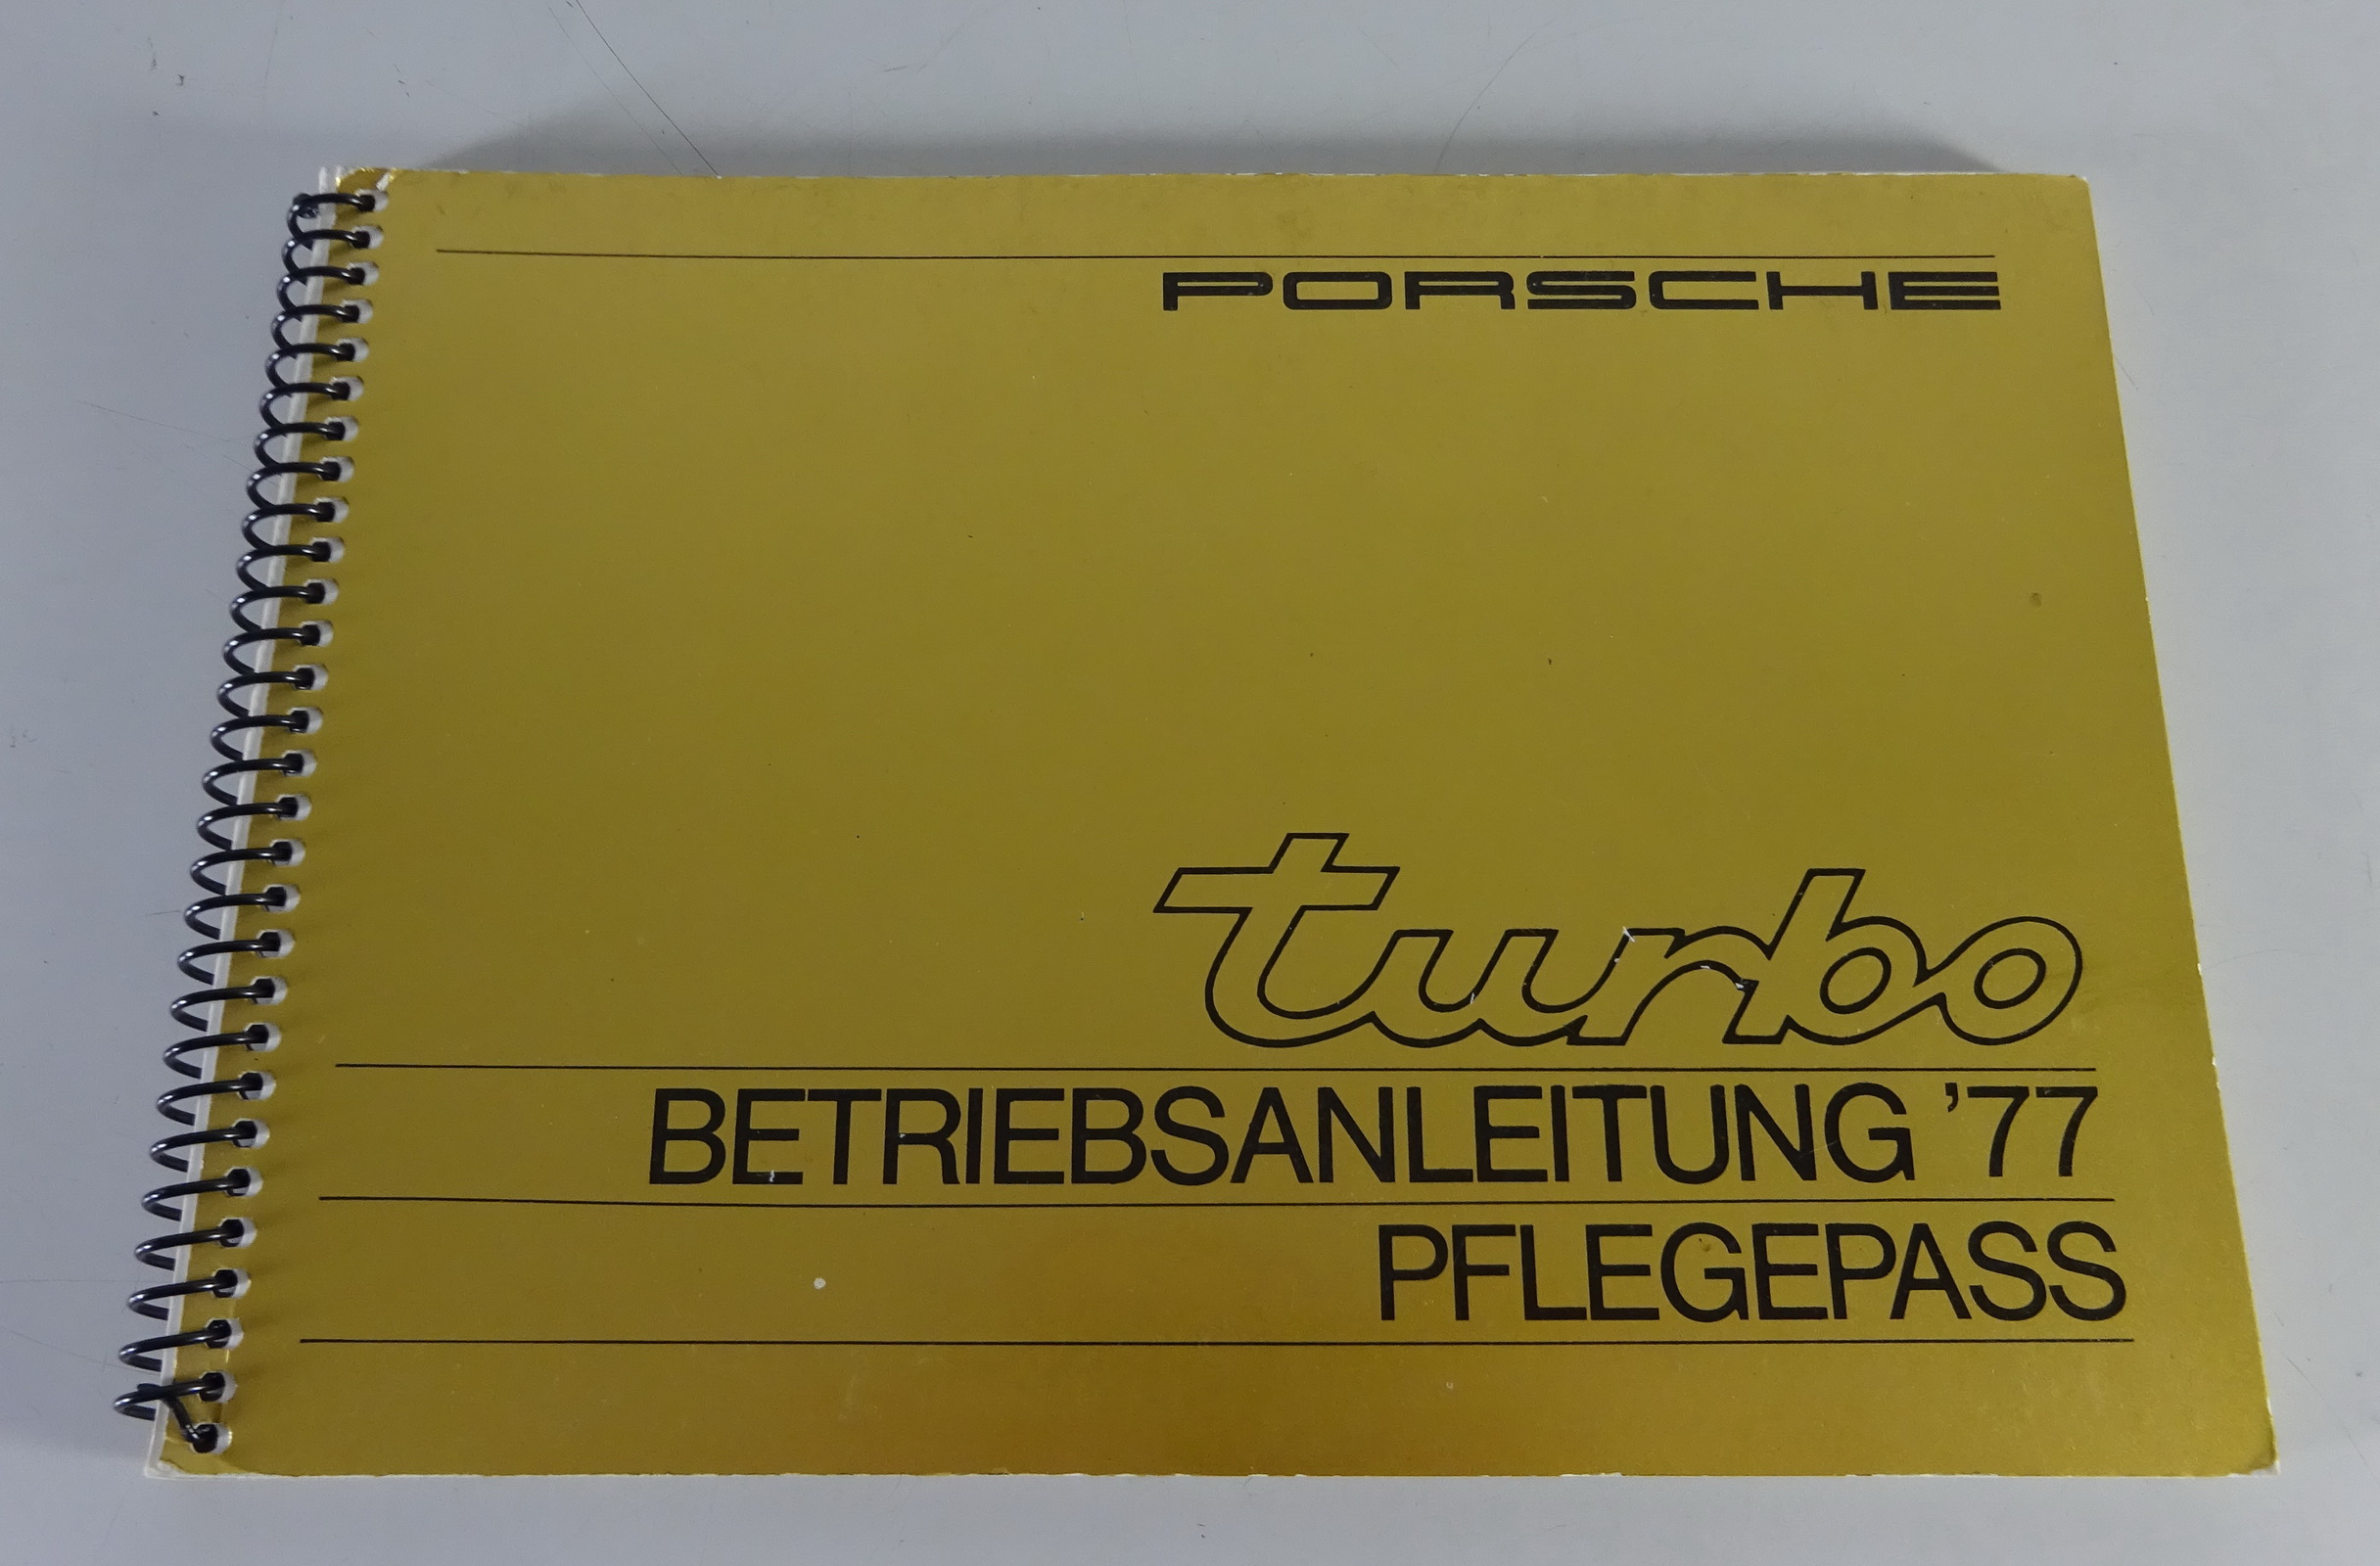 PORSCHE
turbo
BETRIEBSANLEITUNG '77
PFLEGEPASS